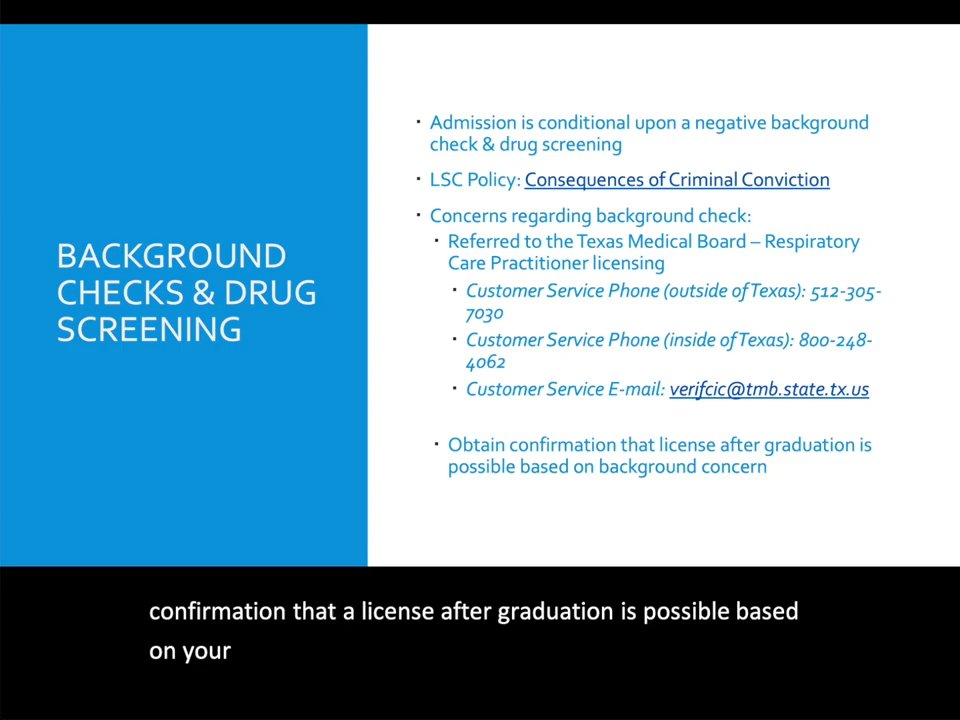 BACKGROUND
CHECKS & DRUG
SCREENING
▪ Admission is conditional upon a negative background
check & drug screening
▪ LSC Policy: Consequences of Criminal Conviction
▪ Concerns regarding background check:
▪ Referred to the Texas Medical Board – Respiratory
Care Practitioner licensing
▪ Customer Service Phone (outside of Texas): 512-305-
7030
▪ Customer Service Phone (inside of Texas): 800-248-
4062
▪ Customer Service E-mail: verifcic@tmb.state.tx.us
▪ Obtain confirmation that license after graduation is
possible based on background concern
confirmation that a license after graduation is possible based
on your